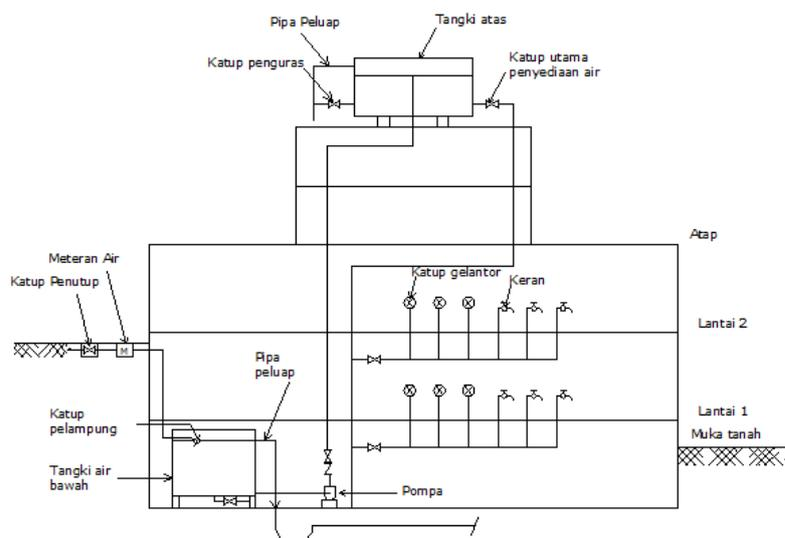 Pipa Peluap
Tangki atas
Katup penguras
Katup utama
penyediaan air
Atap
Meteran Air
Katup Penutup
M
Katup gelantor
Keran
Lantai 2
Pipa
peluap
Katup
pelampung
Lantai 1
Muka tanah
Tangki air
bawah
Pompa